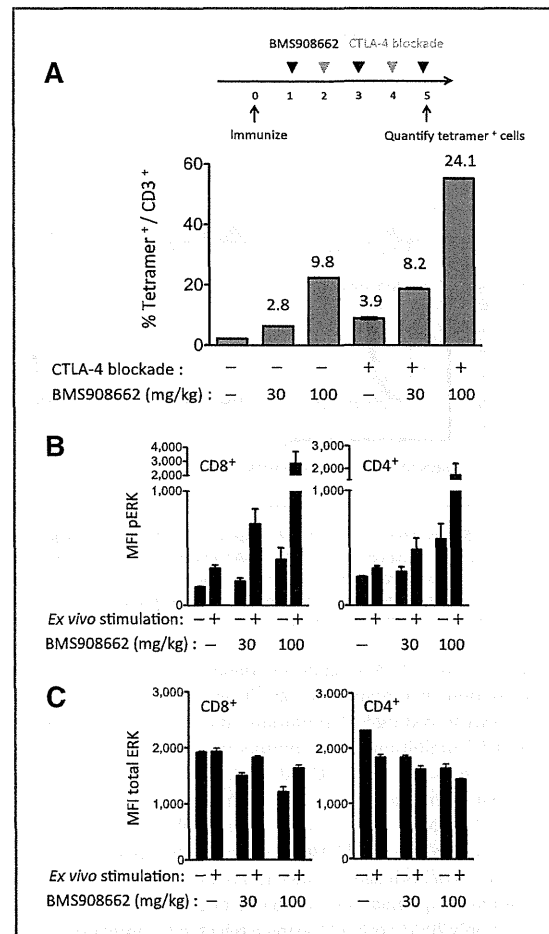 BMS908662 CTLA-4 blockade
A
0 1 2 3 4 5
Immunize Quantify tetramer + cells
% Tetramer + / CD3 +
60
40
20
0
2.8 9.8 3.9 8.2 24.1
CTLA-4 blockade : − − − + + +
BMS908662 (mg/kg) : − 30 100 − 30 100
B
MFI pERK
4,000
3,000
2,000
1,000
0
CD8+
3,000
2,000
1,000
0
CD4+
Ex vivo stimulation: − + − + − + − + − + − +
BMS908662 (mg/kg) : − 30 100 − 30 100
C
MFI total ERK
3,000
2,000
1,000
0
CD8+
3,000
2,000
1,000
0
CD4+
Ex vivo stimulation: − + − + − + − + − + − +
BMS908662 (mg/kg) : − 30 100 − 30 100